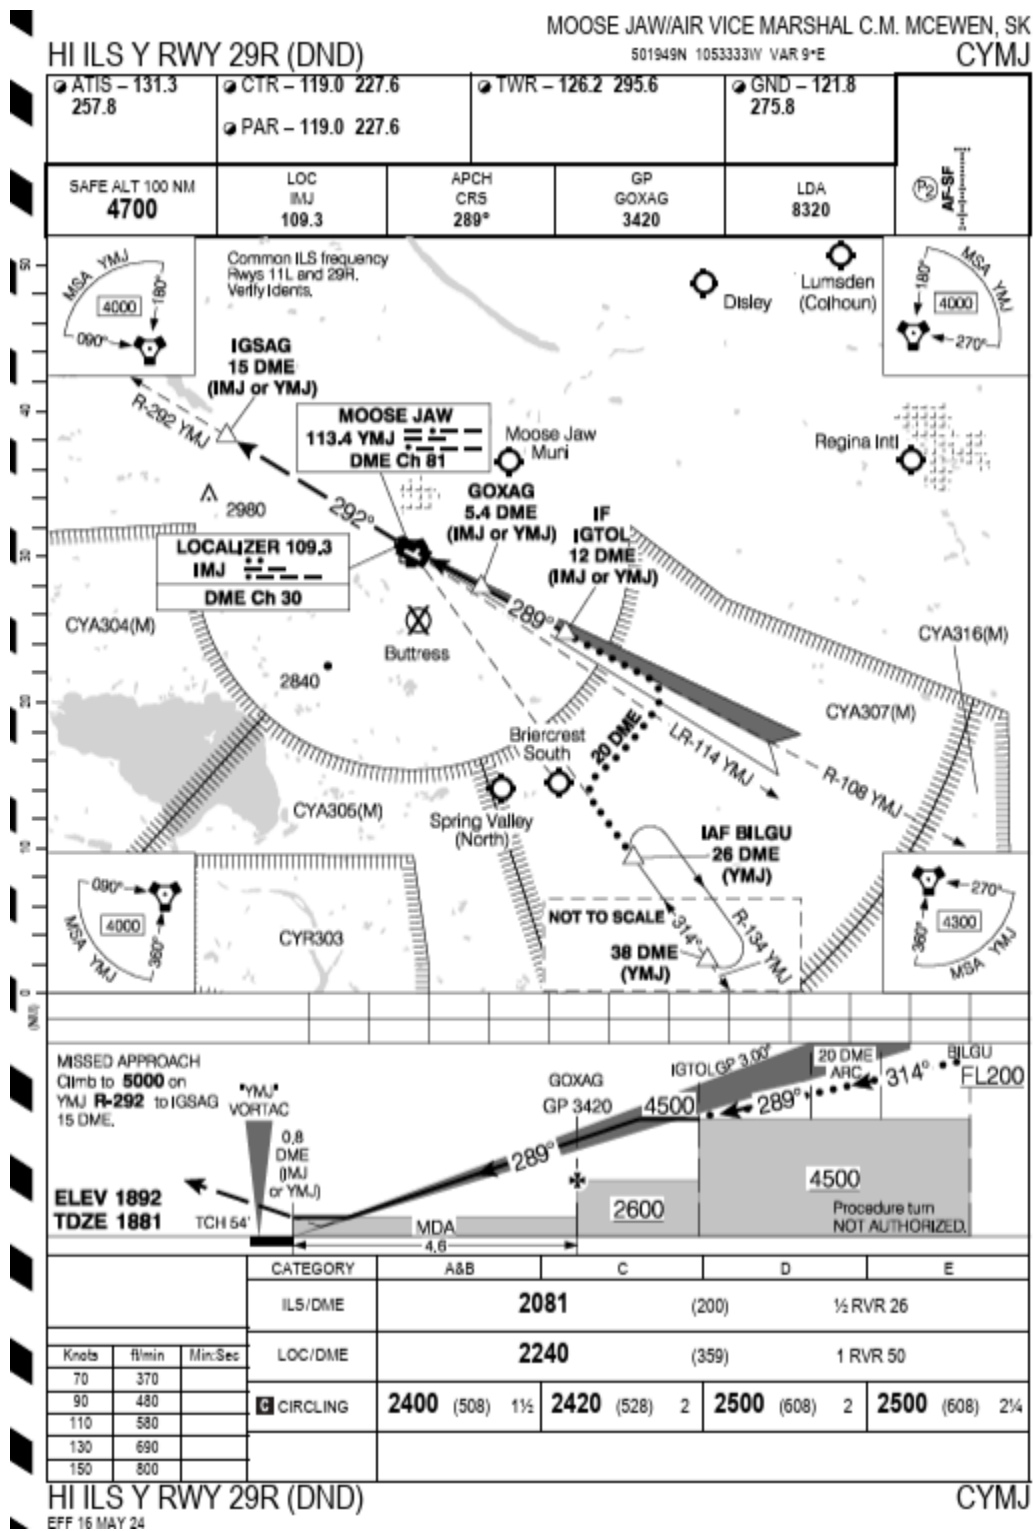 MOOSE JAW/AIR VICE MARSHAL C.M. MCEWEN, SK
HI ILS Y RWY 29R (DND)
501949N 1053333W VAR 9°E
CYMJ
ATIS – 131.3
257.8
CTR – 119.0 227.6
PAR – 119.0 227.6
TWR – 126.2 295.6
GND – 121.8
275.8
SAFE ALT 100 NM
4700
LOC
IMJ
109.3
APCH
CRS
289°
GP
GOXAG
3420
LDA
8320
P2
AF-SF
MSA YMJ
4000
180°
090°
Common ILS frequency
Rwys 11L and 29R.
Verify Idents.
Disley
Lumsden
(Colhoun)
MSA YMJ
4000
180°
270°
50
40
30
20
10
0
(NM)
IGSAG
15 DME
(IMJ or YMJ)
R-292 YMJ
MOOSE JAW
113.4 YMJ
DME Ch 81
Moose Jaw
Muni
Regina Intl
2980
292°
GOXAG
5.4 DME
(IMJ or YMJ)
IF
IGTOL
12 DME
(IMJ or YMJ)
LOCALIZER 109.3
IMJ
DME Ch 30
289°
CYA304(M)
Buttress
2840
CYA316(M)
CYA307(M)
20 DME
LR-114 YMJ
R-108 YMJ
Briercrest
South
CYA305(M)
Spring Valley
(North)
IAF BILGU
26 DME
(YMJ)
NOT TO SCALE
314°
R-134 YMJ
38 DME
(YMJ)
CYR303
090°
4000
360°
MSA YMJ
270°
4300
360°
MSA YMJ
MISSED APPROACH
Climb to 5000 on
YMJ R-292 to IGSAG
15 DME.
"YMJ"
VORTAC
0.8
DME
(IMJ
or YMJ)
GOXAG
GP 3420
IGTOL GP 3.00°
4500
20 DME
ARC
BILGU
FL200
314°
289°
289°
4500
2600
Procedure turn
NOT AUTHORIZED.
ELEV 1892
TDZE 1881
TCH 54'
MDA
4.6
CATEGORY A&B C D E
ILS/DME 2081 (200) ½ RVR 26
LOC/DME 2240 (359) 1 RVR 50
C CIRCLING 2400 (508) 1½ 2420 (528) 2 2500 (608) 2 2500 (608) 2¼
Knots ft/min Min:Sec
70 370
90 480
110 580
130 690
150 800
HI ILS Y RWY 29R (DND)
CYMJ
EFF 16 MAY 24